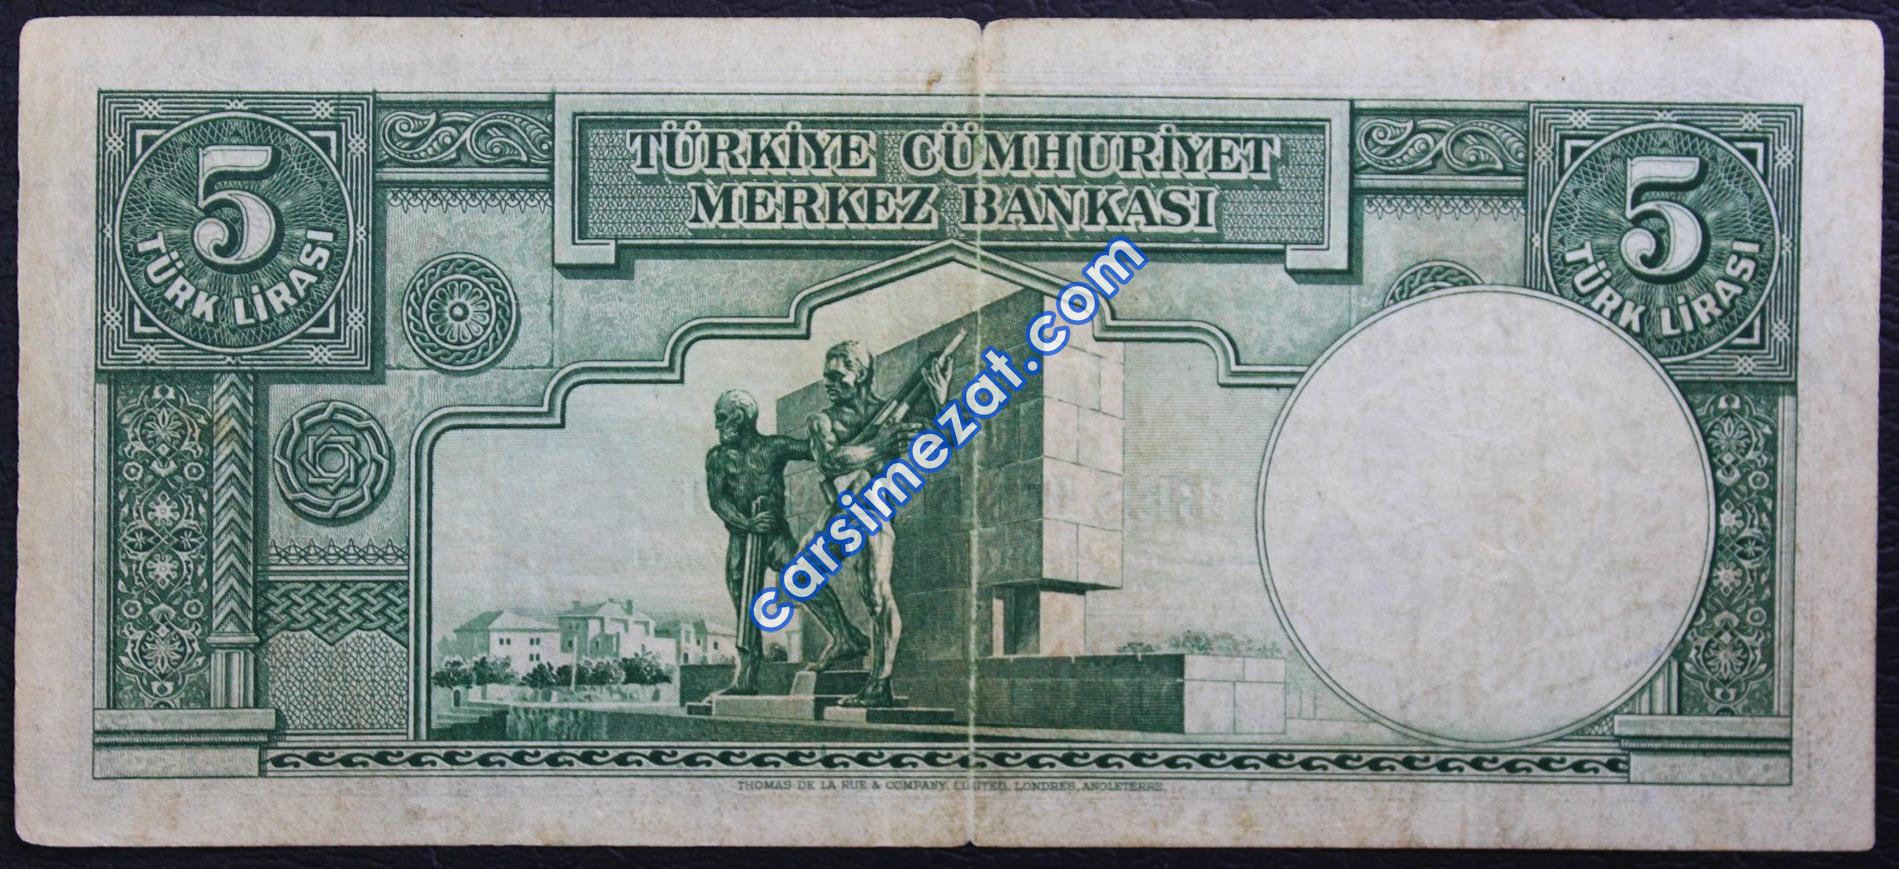 TÜRKİYE CÜMHURİYET
MERKEZ BANKASI
5
TÜRK LİRASI
5
TÜRK LİRASI
carsimezat.com
THOMAS DE LA RUE & COMPANY, LIMITED, LONDRES, ANGLETERRE.